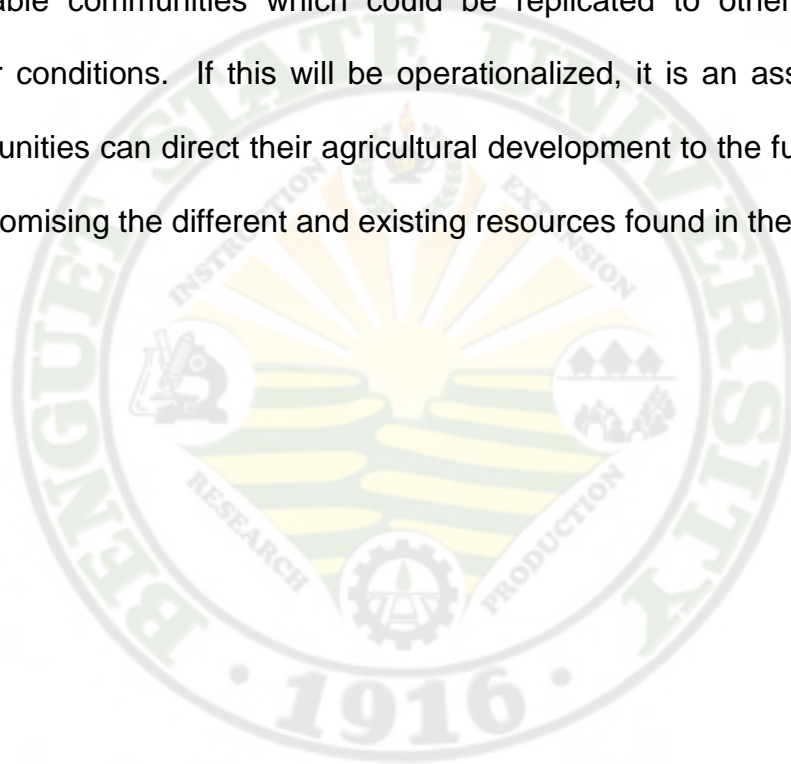 able communities which could be replicated to other
r conditions. If this will be operationalized, it is an ass
unities can direct their agricultural development to the fu
omising the different and existing resources found in the
BENGUET STATE UNIVERSITY
INSTRUCTION
EXTENSION
RESEARCH
PRODUCTION
· 1916 ·